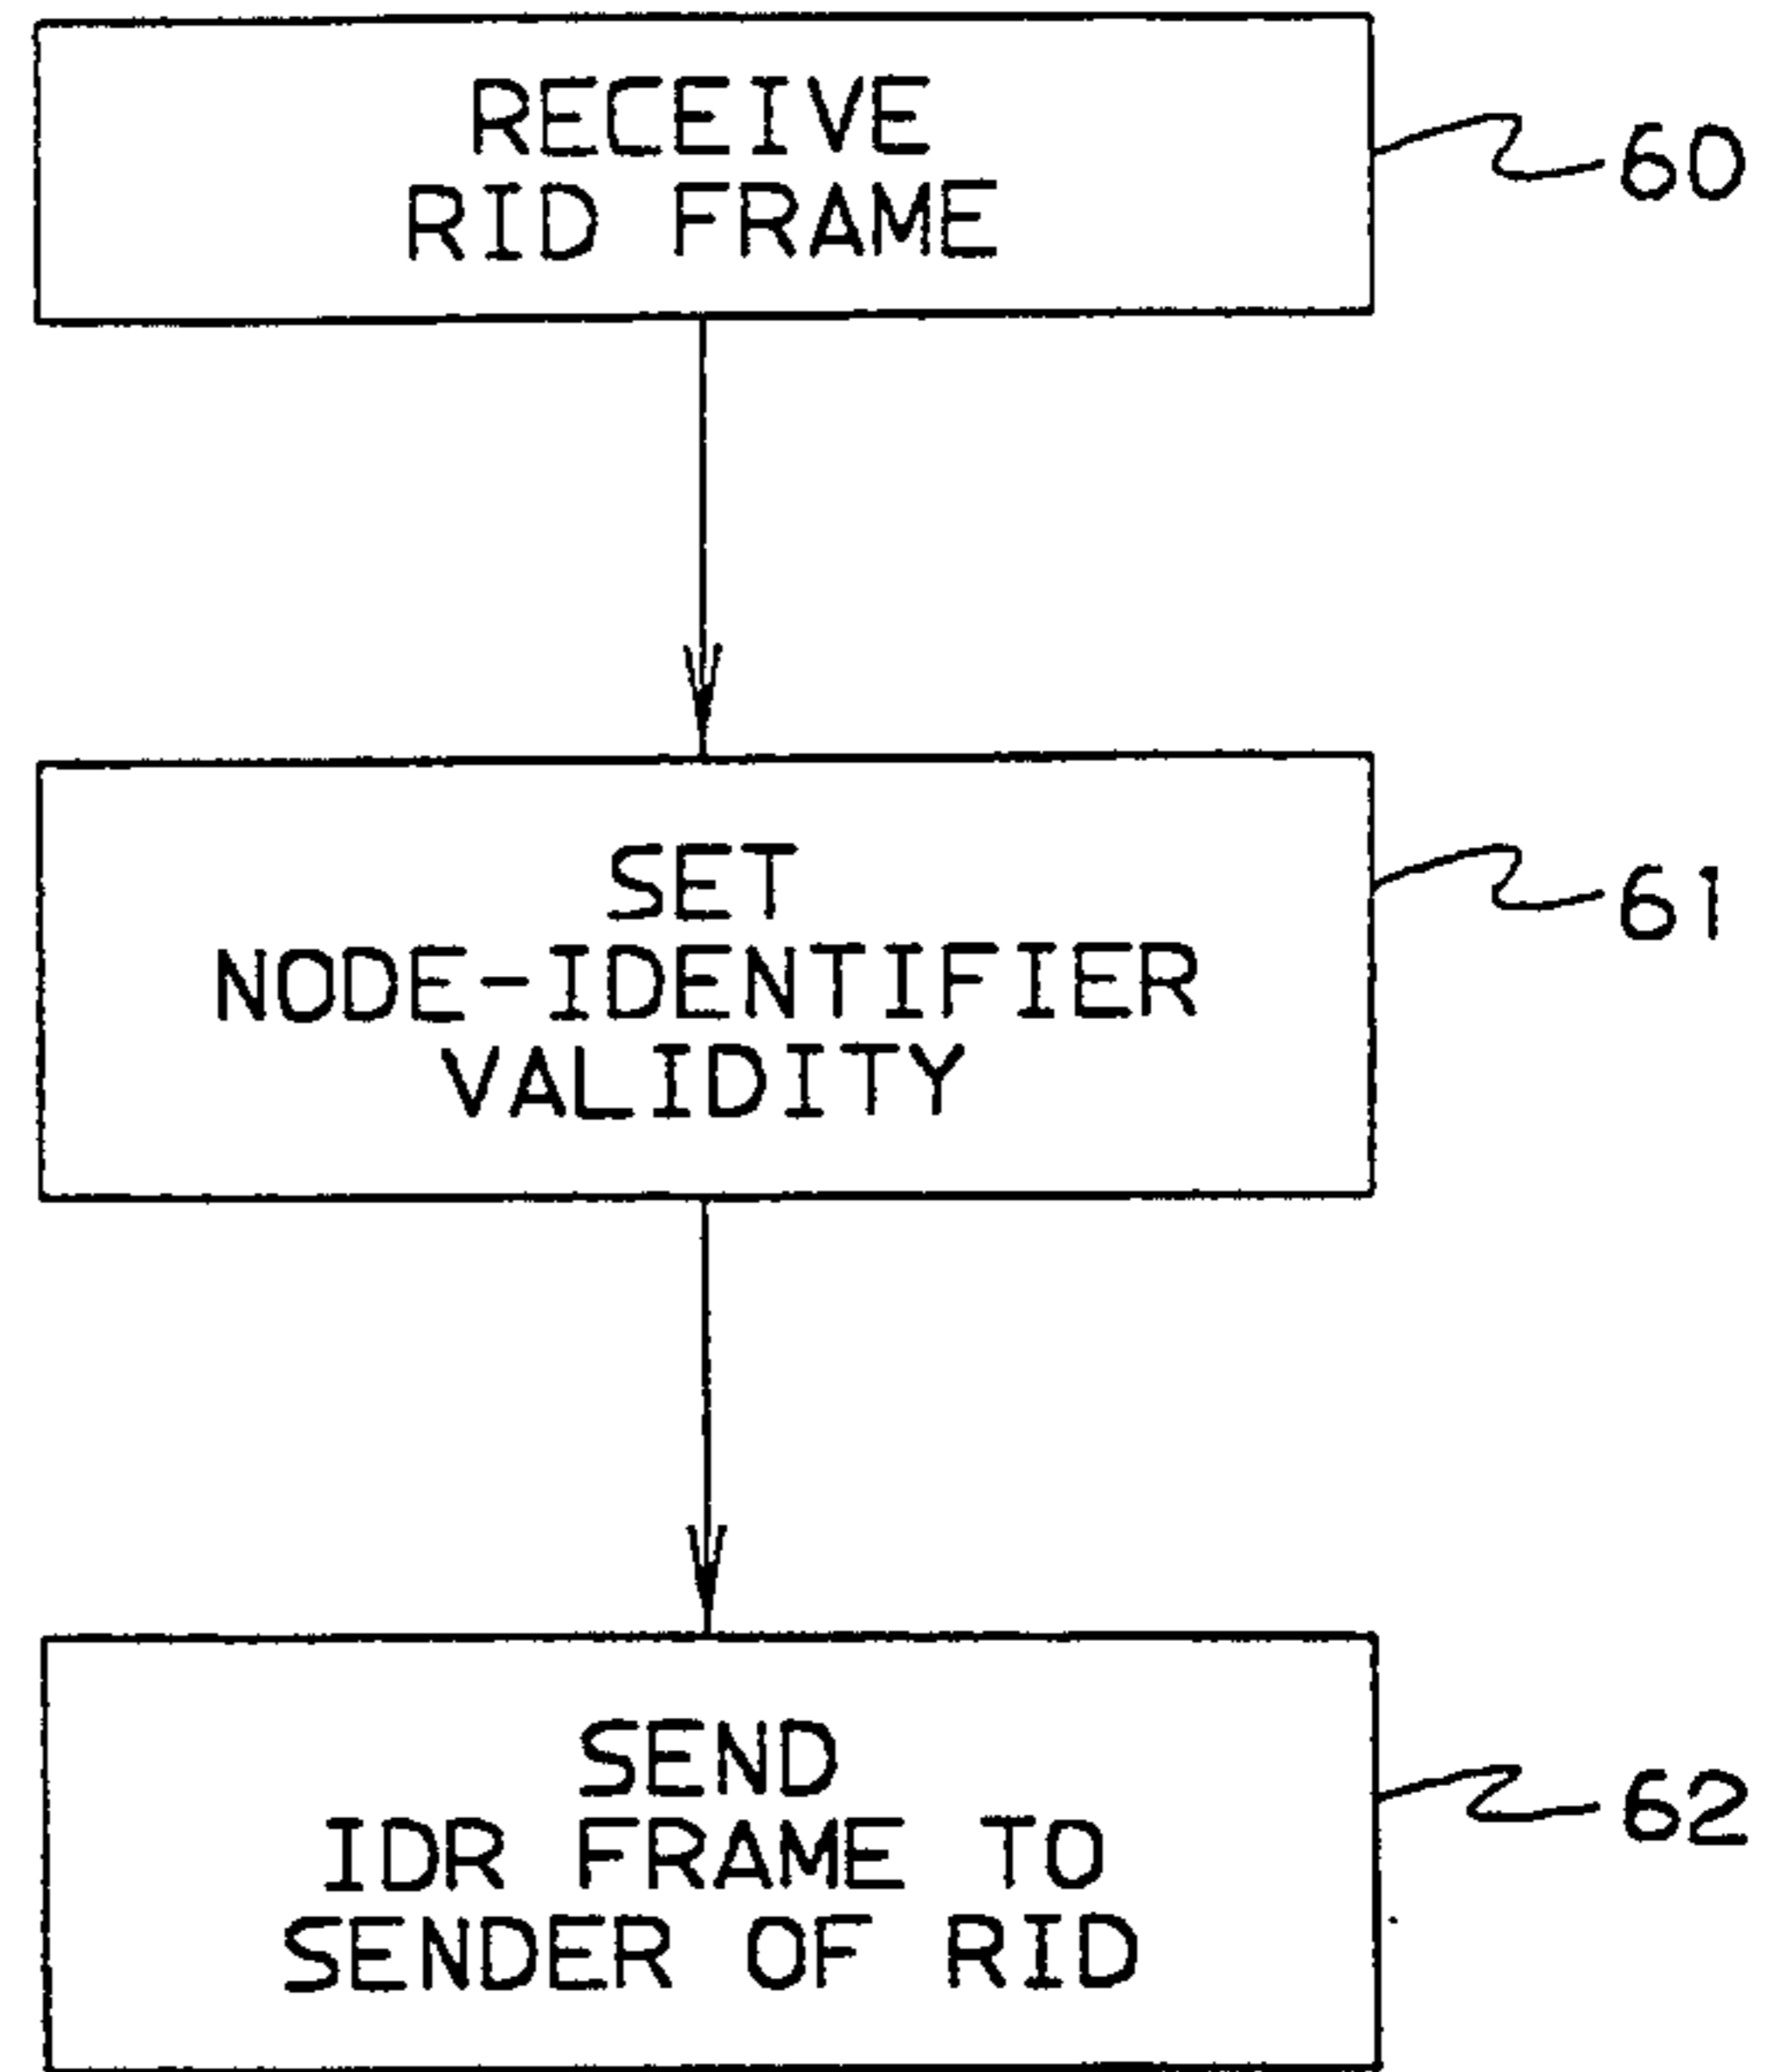 RECEIVE
RID FRAME
60
SET
NODE-IDENTIFIER
VALIDITY
61
SEND
IDR FRAME TO
SENDER OF RID
62